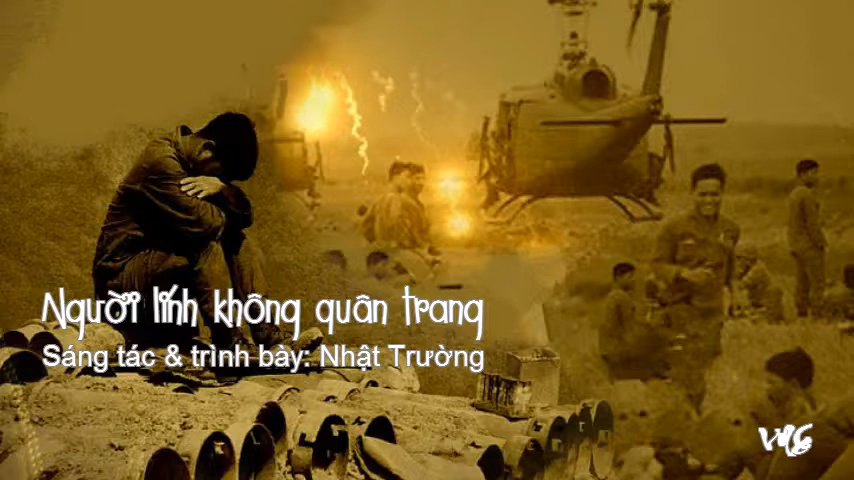 Người lính không quân trang
Sáng tác & trình bày: Nhật Trường